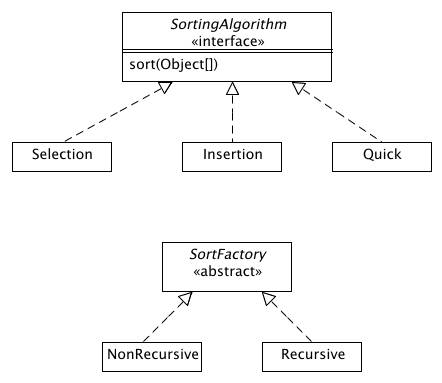 SortingAlgorithm
«interface»
sort(Object[])
Selection
Insertion
Quick
SortFactory
«abstract»
NonRecursive
Recursive